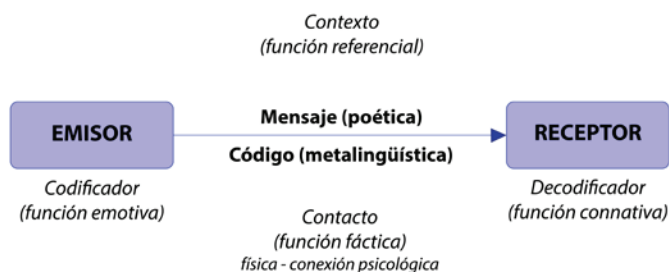 Contexto
(función referencial)
EMISOR
Mensaje (poética)
RECEPTOR
Código (metalingüística)
Codificador
(función emotiva)
Decodificador
(función connativa)
Contacto
(función fáctica)
física - conexión psicológica